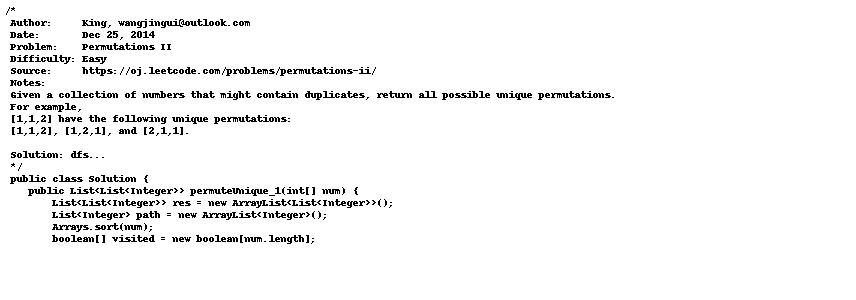 /*
 Author:     King, wangjingui@outlook.com
 Date:       Dec 25, 2014
 Problem:    Permutations II
 Difficulty: Easy
 Source:     https://oj.leetcode.com/problems/permutations-ii/
 Notes:
 Given a collection of numbers that might contain duplicates, return all possible unique permutations.
 For example,
 [1,1,2] have the following unique permutations:
 [1,1,2], [1,2,1], and [2,1,1].

 Solution: dfs...
 */
 public class Solution {
    public List<List<Integer>> permuteUnique_1(int[] num) {
        List<List<Integer>> res = new ArrayList<List<Integer>>();
        List<Integer> path = new ArrayList<Integer>();
        Arrays.sort(num);
        boolean[] visited = new boolean[num.length];